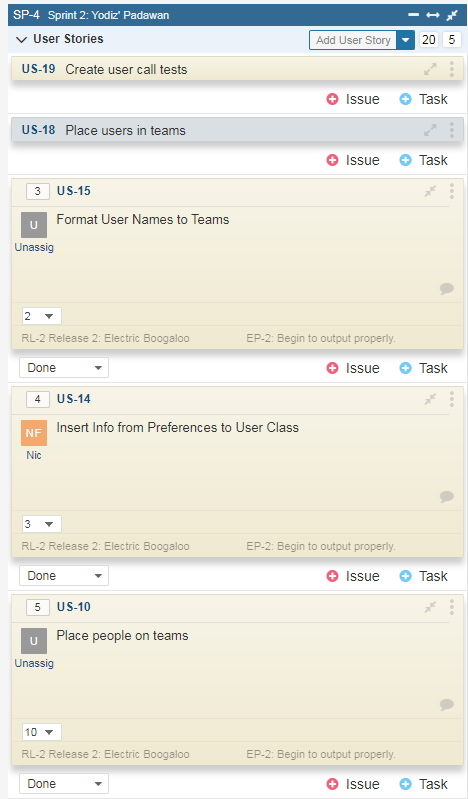 SP-4 Sprint 2: Yodiz' Padawan
User Stories Add User Story 20 5
US-19 Create user call tests
Issue Task
US-18 Place users in teams
Issue Task
3 US-15
U Format User Names to Teams
Unassig
2
RL-2 Release 2: Electric Boogaloo EP-2: Begin to output properly.
Done Issue Task
4 US-14
NF Insert Info from Preferences to User Class
Nic
3
RL-2 Release 2: Electric Boogaloo EP-2: Begin to output properly.
Done Issue Task
5 US-10
U Place people on teams
Unassig
10
RL-2 Release 2: Electric Boogaloo EP-2: Begin to output properly.
Done Issue Task